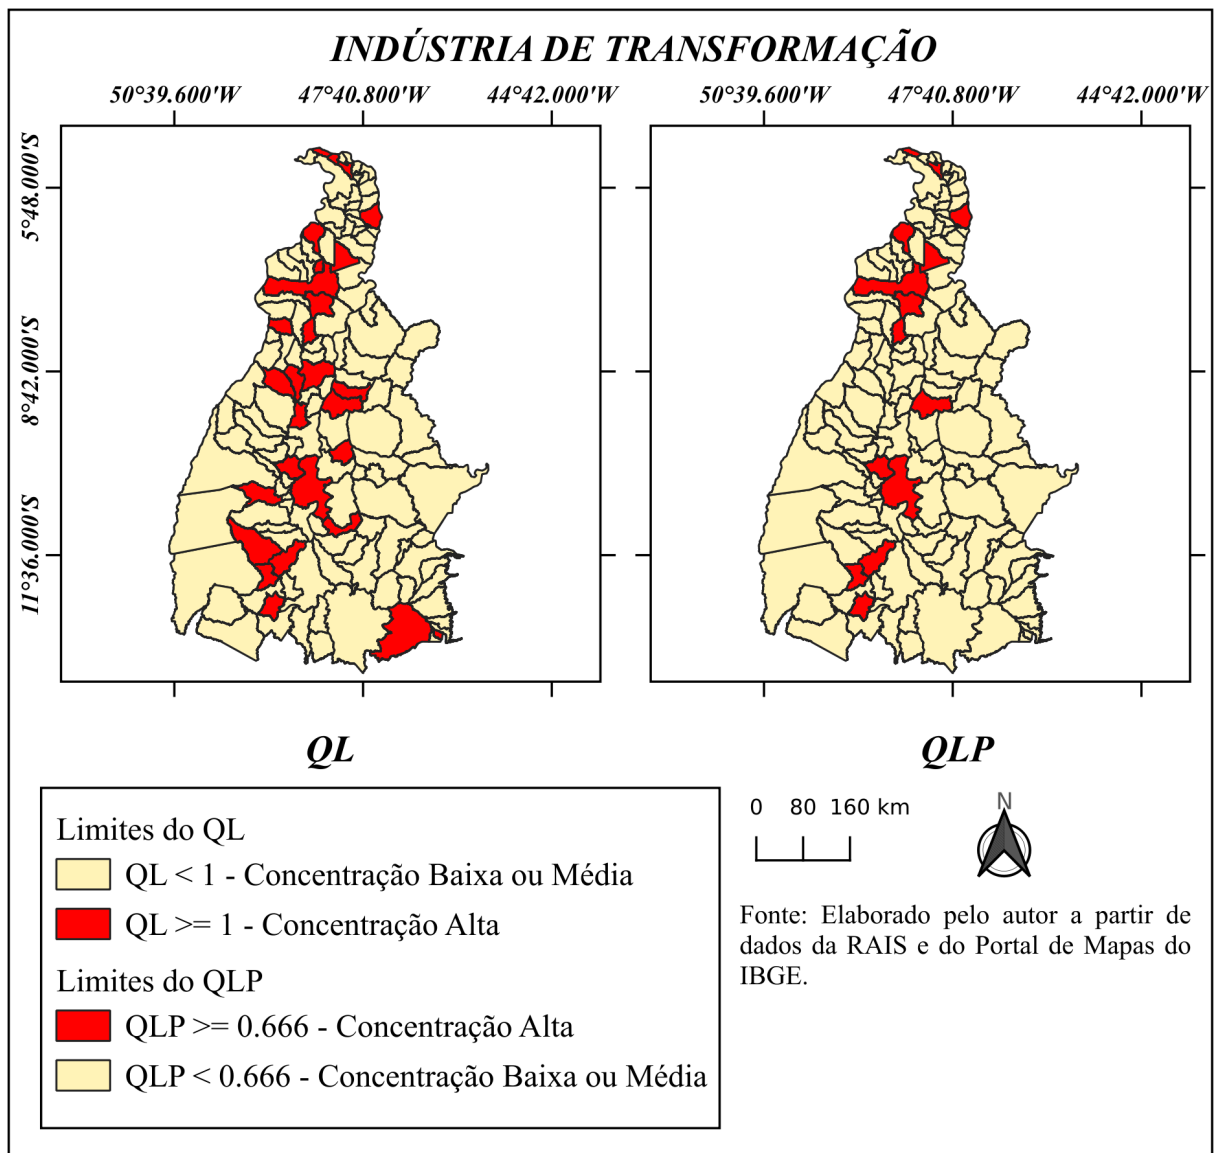 INDÚSTRIA DE TRANSFORMAÇÃO
50°39.600'W 47°40.800'W 44°42.000'W 50°39.600'W 47°40.800'W 44°42.000'W
5°48.000'S
8°42.000'S
11°36.000'S
QL QLP
Limites do QL
QL < 1 - Concentração Baixa ou Média
QL >= 1 - Concentração Alta
Limites do QLP
QLP >= 0.666 - Concentração Alta
QLP < 0.666 - Concentração Baixa ou Média
0 80 160 km
N
Fonte: Elaborado pelo autor a partir de
dados da RAIS e do Portal de Mapas do
IBGE.